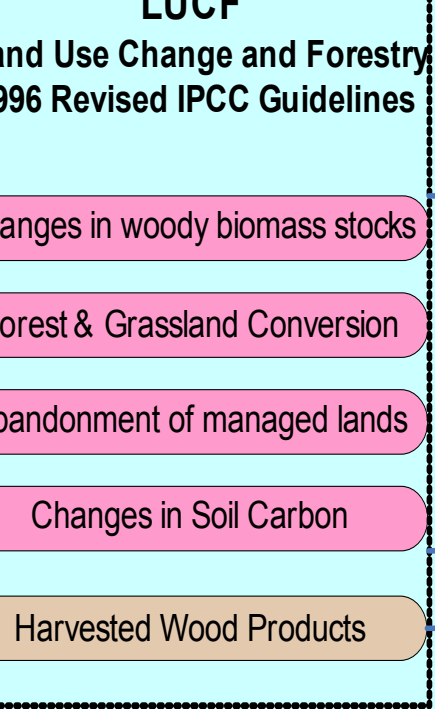 LUCF
and Use Change and Forestry
996 Revised IPCC Guidelines
anges in woody biomass stocks
orest & Grassland Conversion
bandonment of managed lands
Changes in Soil Carbon
Harvested Wood Products